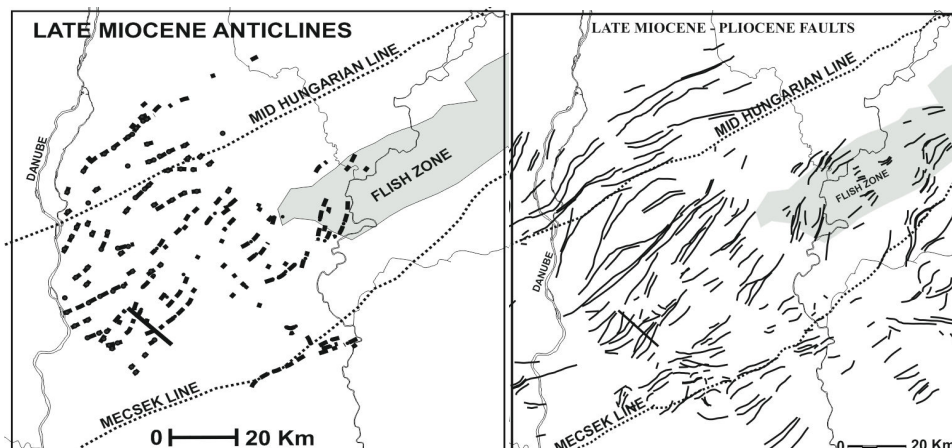 LATE MIOCENE ANTICLINES
MID HUNGARIAN LINE
DANUBE
FLISH ZONE
MECSEK LINE
0 20 Km
LATE MIOCENE - PLIOCENE FAULTS
MID HUNGARIAN LINE
FLISH ZONE
DANUBE
MECSEK LINE
0 20 Km